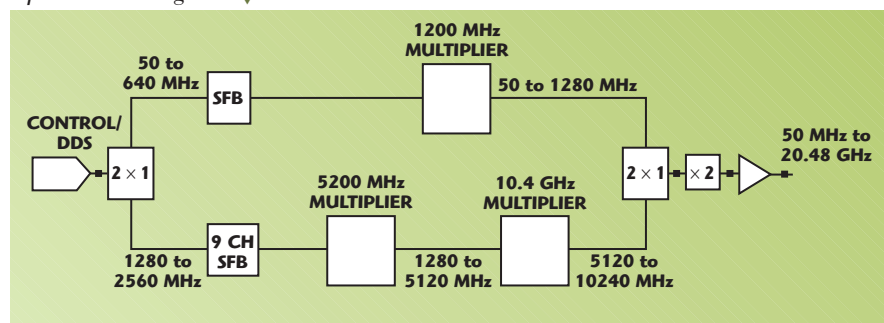 1200 MHz
MULTIPLIER
50 to
640 MHz
SFB
50 to 1280 MHz
CONTROL/
DDS
2 × 1
2 × 1
× 2
50 MHz to
20.48 GHz
5200 MHz
MULTIPLIER
10.4 GHz
MULTIPLIER
9 CH
SFB
1280 to
2560 MHz
1280 to
5120 MHz
5120 to
10240 MHz